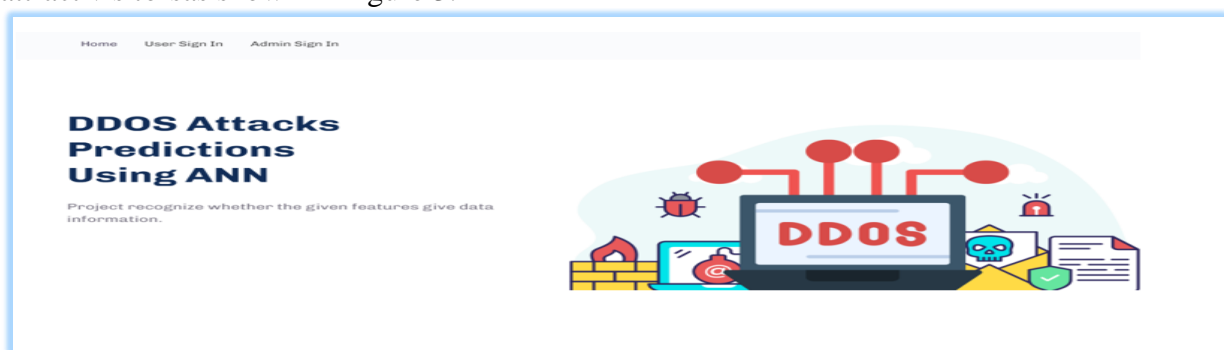 Home User Sign In Admin Sign In
DDOS Attacks
Predictions
Using ANN
Project recognize whether the given features give data
information.
DDOS
@